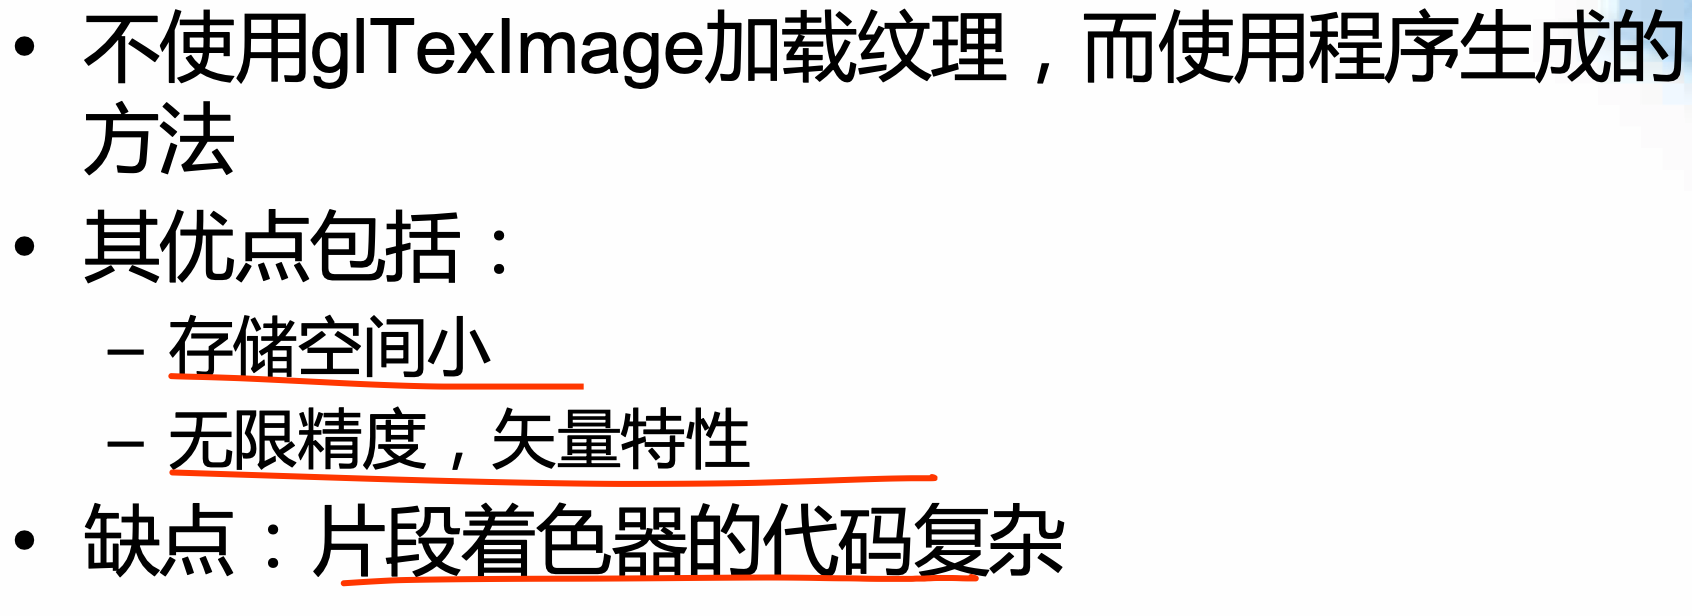 • 不使用glTexImage加载纹理，而使用程序生成的
方法
• 其优点包括：
– 存储空间小
– 无限精度，矢量特性
• 缺点：片段着色器的代码复杂